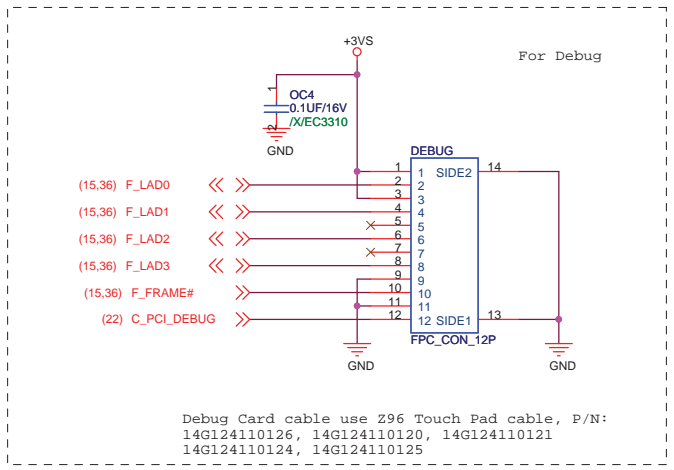 +3VS
For Debug
1
OC4
0.1UF/16V
/X/EC3310
2
GND
DEBUG
1 1 SIDE2 14
(15,36) F_LAD0 2 2
3 3
(15,36) F_LAD1 4 4
5 5
(15,36) F_LAD2 6 6
7 7
(15,36) F_LAD3 8 8
9 9
(15,36) F_FRAME# 10 10
11 11
(22) C_PCI_DEBUG 12 12 SIDE1 13
FPC_CON_12P
GND GND
Debug Card cable use Z96 Touch Pad cable, P/N:
14G124110126, 14G124110120, 14G124110121
14G124110124, 14G124110125